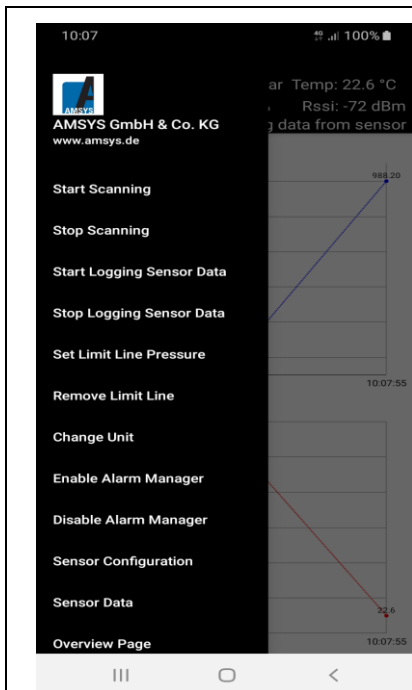 10:07
4G 100%
AMSYS
AMSYS GmbH & Co. KG
www.amsys.de
ar Temp: 22.6 °C
Rssi: -72 dBm
g data from sensor
Start Scanning
Stop Scanning
Start Logging Sensor Data
Stop Logging Sensor Data
Set Limit Line Pressure
Remove Limit Line
Change Unit
Enable Alarm Manager
Disable Alarm Manager
Sensor Configuration
Sensor Data
Overview Page
988.20
10:07:55
22.6
10:07:55